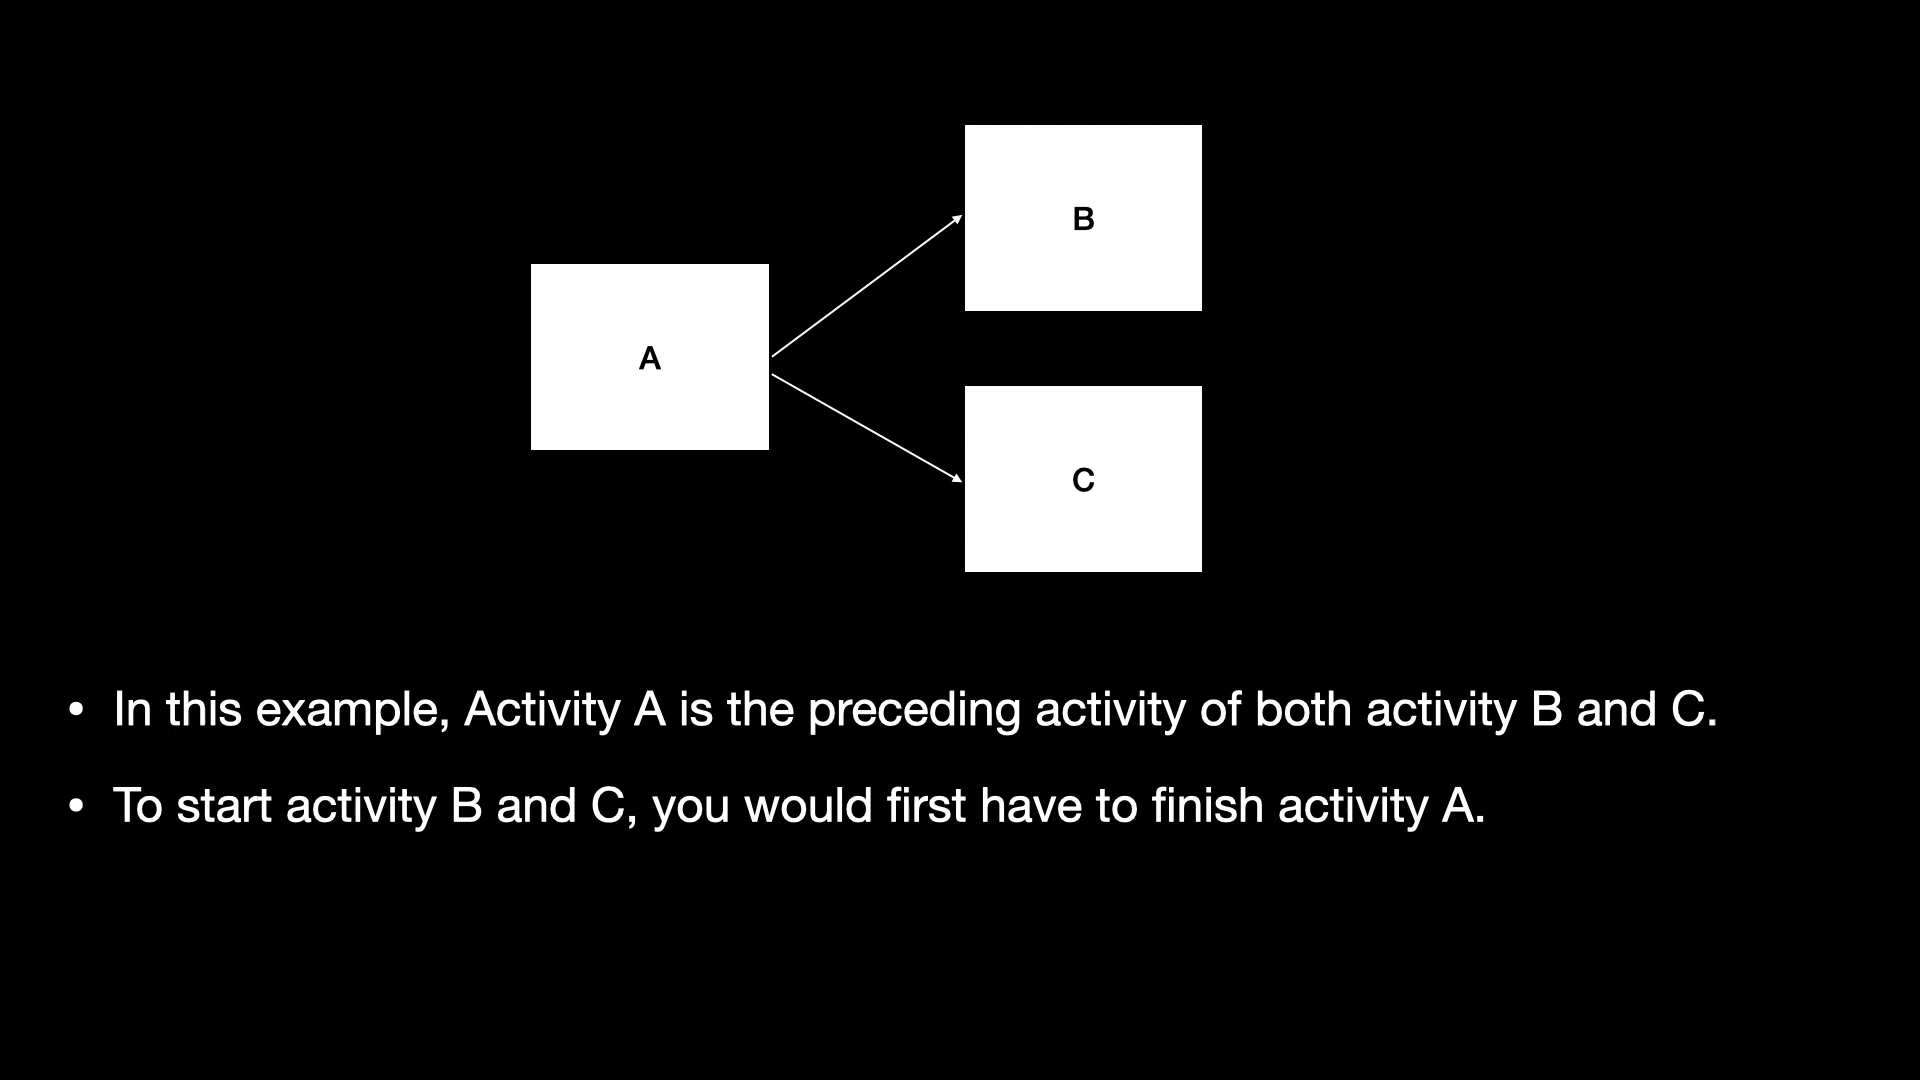 B
A
C
• In this example, Activity A is the preceding activity of both activity B and C.
• To start activity B and C, you would first have to finish activity A.